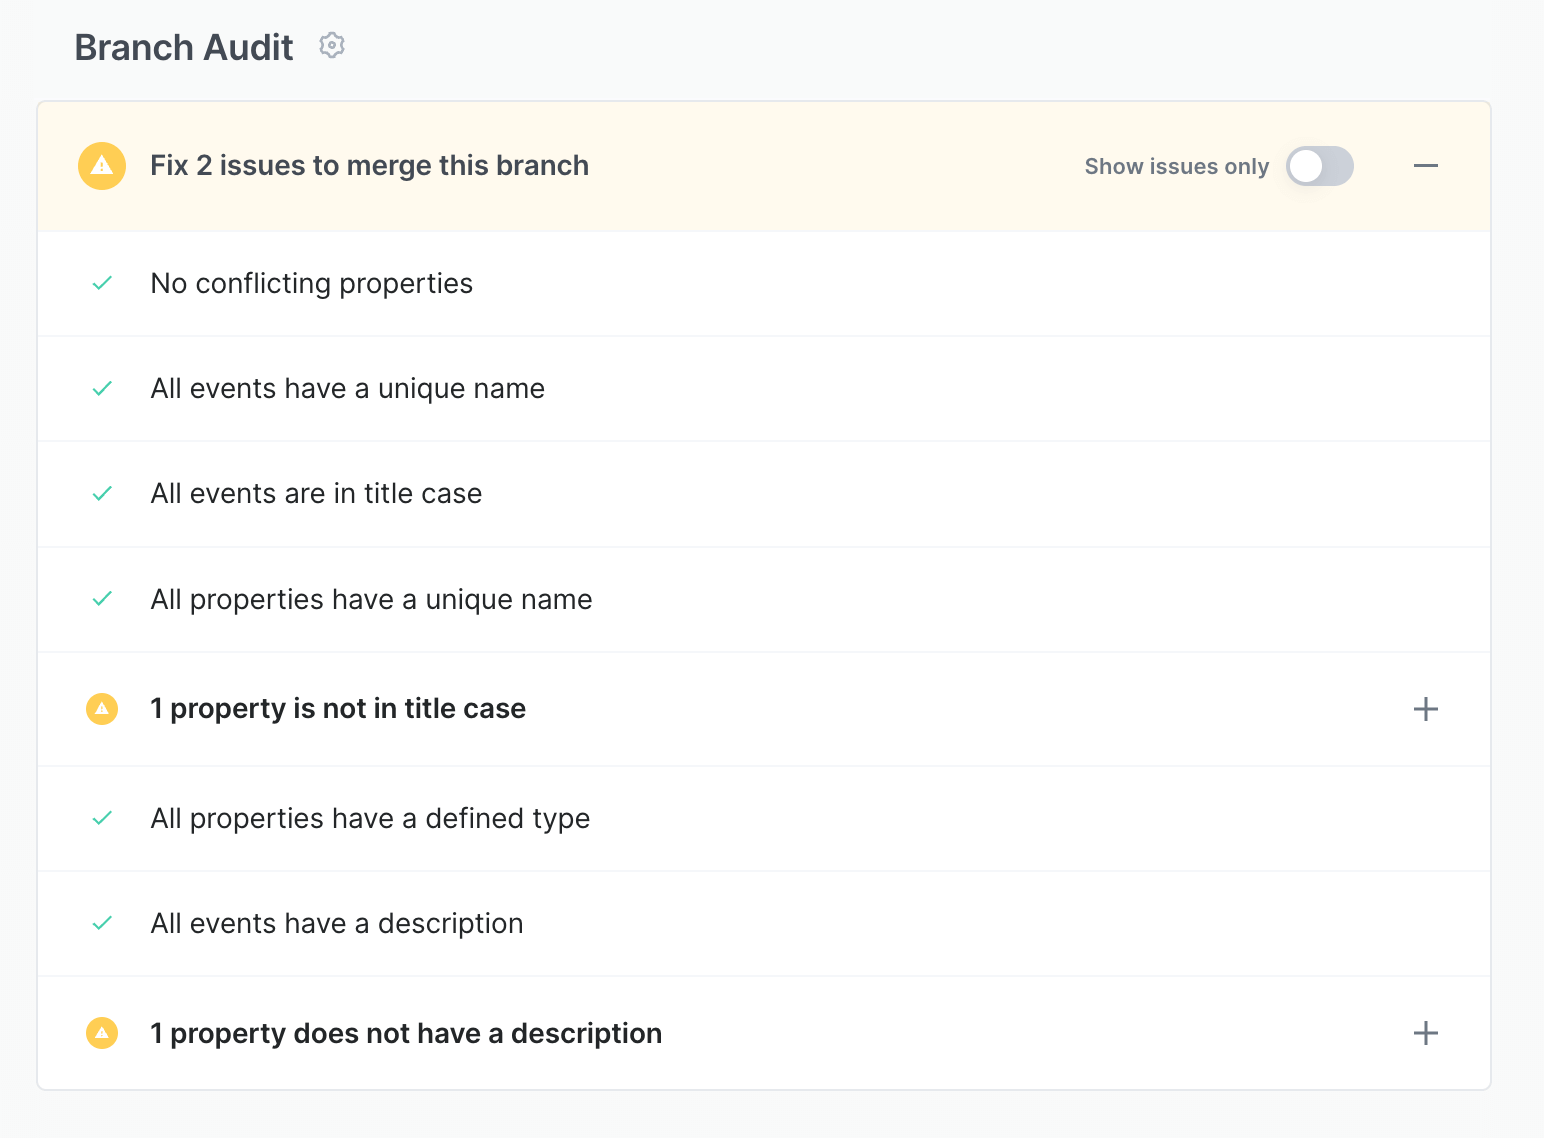 Branch Audit
Fix 2 issues to merge this branch
Show issues only
No conflicting properties
All events have a unique name
All events are in title case
All properties have a unique name
1 property is not in title case
All properties have a defined type
All events have a description
1 property does not have a description